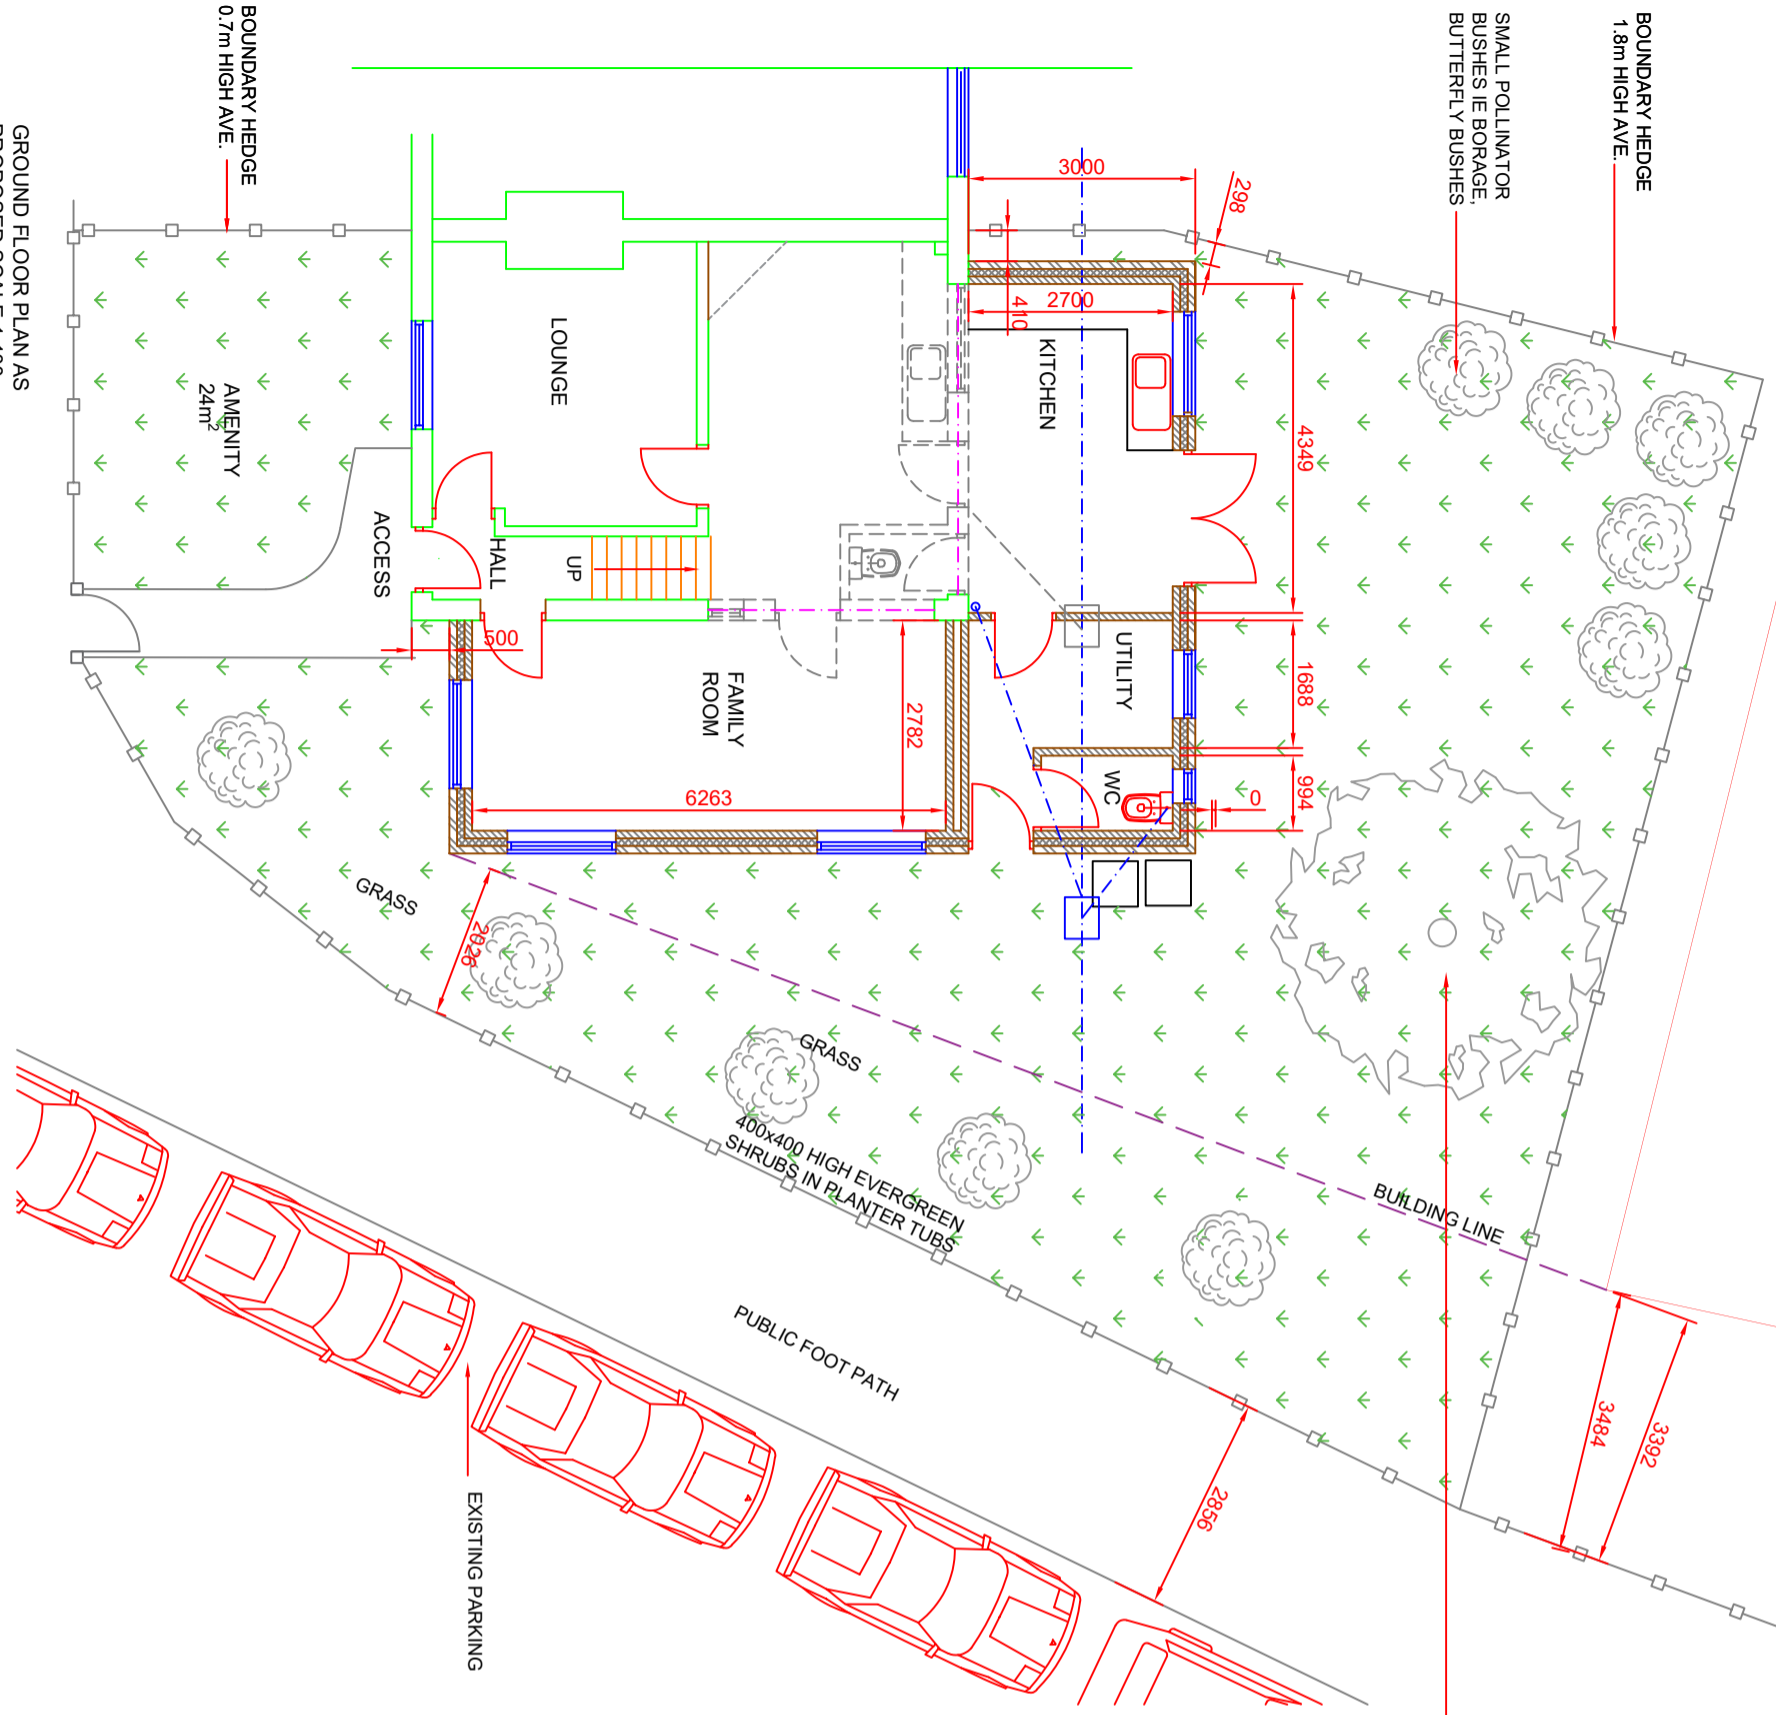 BOUNDARY HEDGE
0.7m HIGH AVE.
SMALL POLLINATOR
BUSHES IE BORAGE,
BUTTERFLY BUSHES
BOUNDARY HEDGE
1.8m HIGH AVE.
GROUND FLOOR PLAN AS
3000
298
410
2700
KITCHEN
4349
LOUNGE
AMENITY
24m²
ACCESS
HALL
UP
500
UTILITY
1688
FAMILY
ROOM
2782
6263
WC
994
0
GRASS
2026
GRASS
400x400 HIGH EVERGREEN
SHRUBS IN PLANTER TUBS
BUILDING LINE
PUBLIC FOOT PATH
3484
3392
2856
EXISTING PARKING